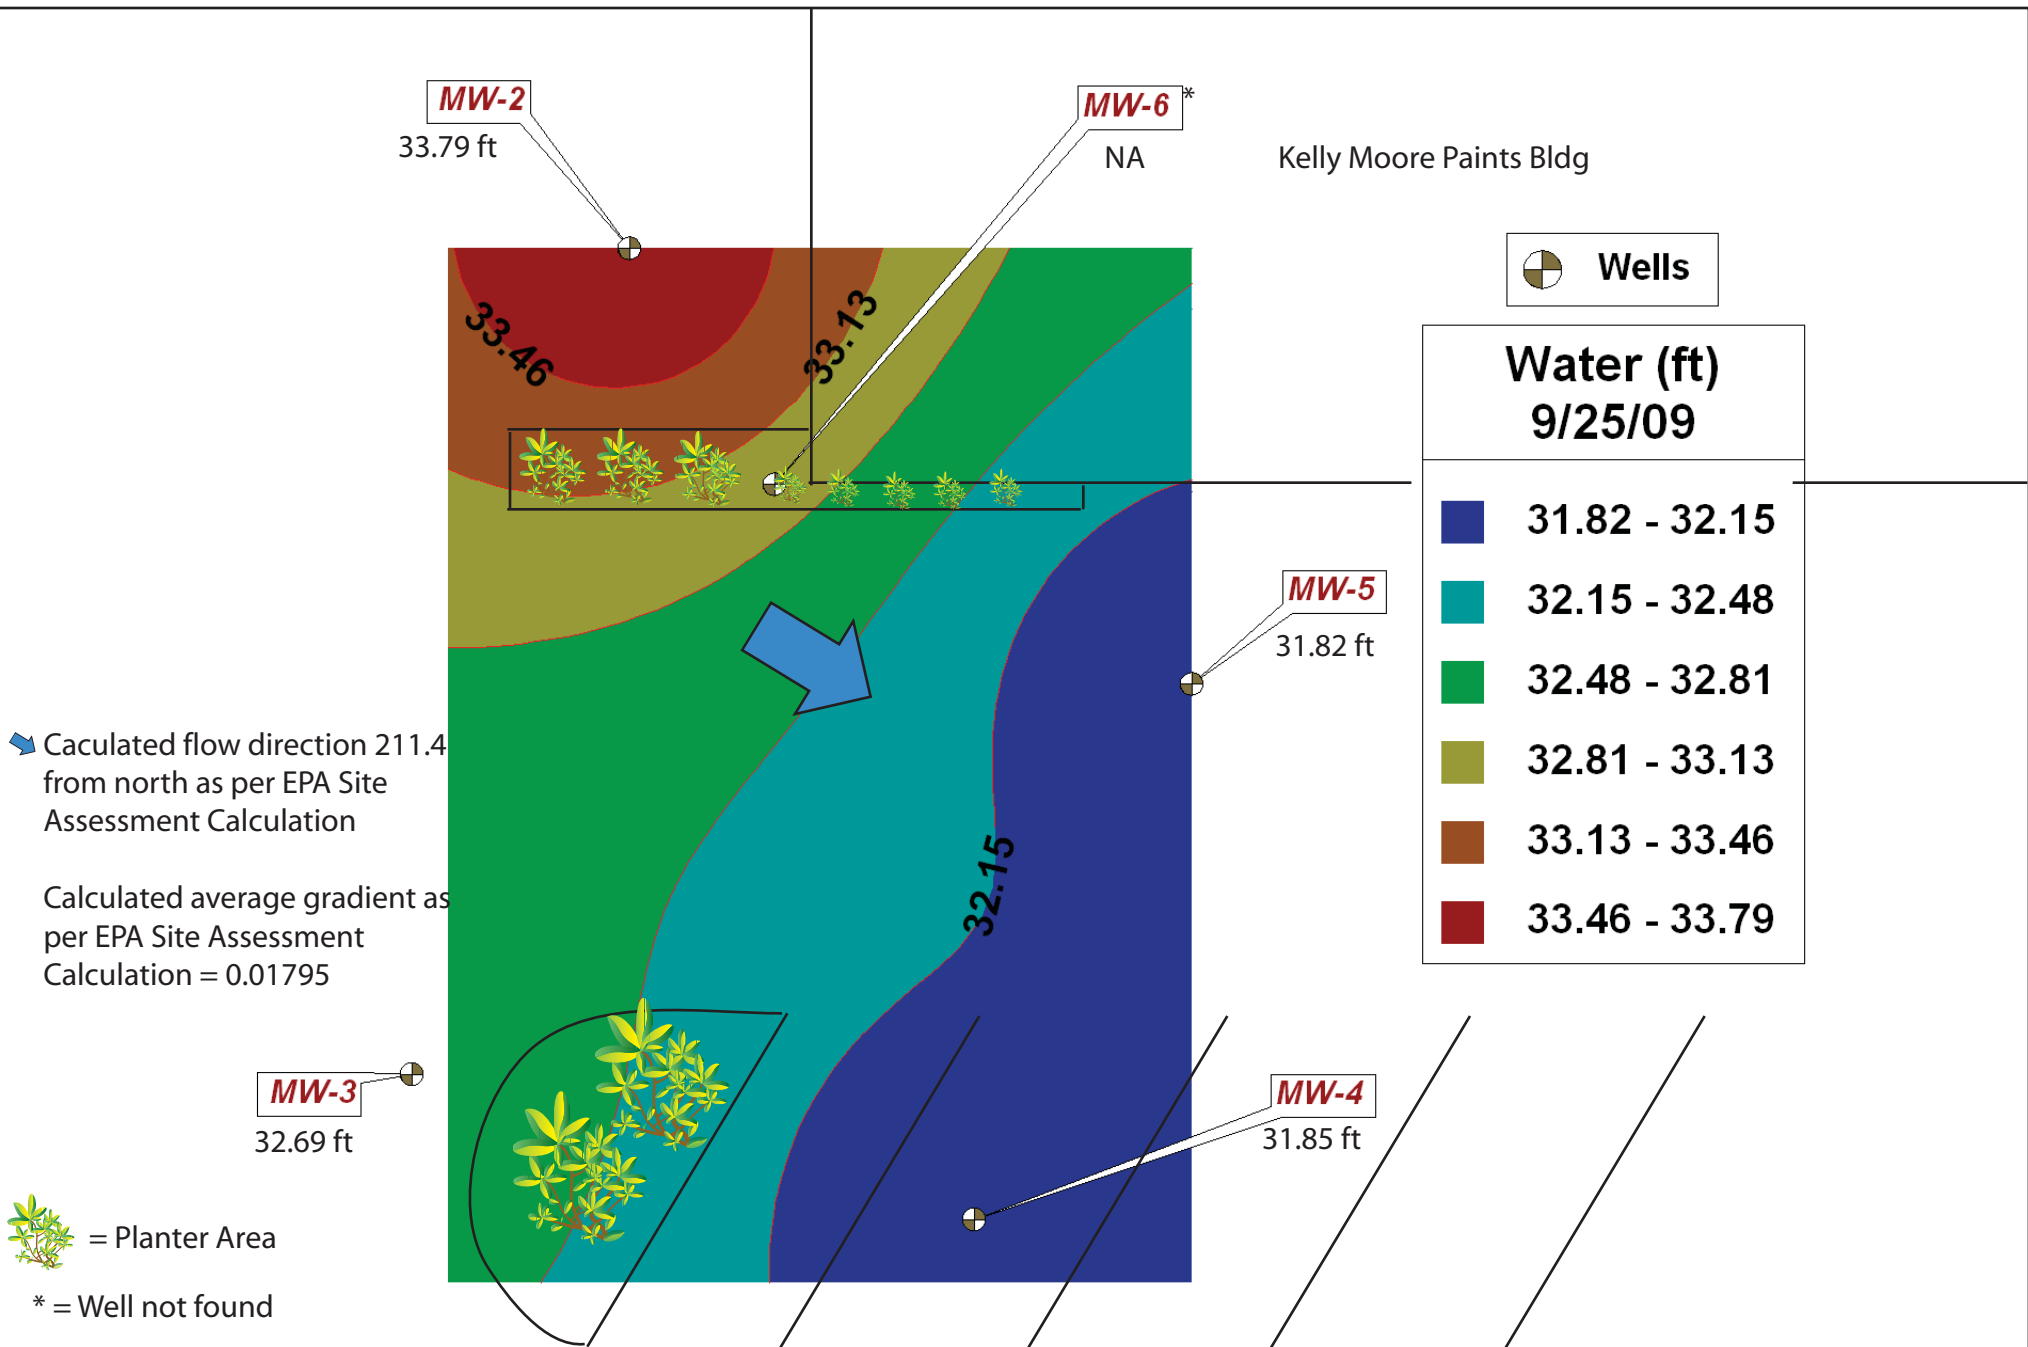 MW-2
33.79 ft
MW-6 *
NA
Kelly Moore Paints Bldg
Wells
Water (ft)
9/25/09
31.82 - 32.15
32.15 - 32.48
32.48 - 32.81
32.81 - 33.13
33.13 - 33.46
33.46 - 33.79
33.46
33.13
MW-5
31.82 ft
Caculated flow direction 211.4
from north as per EPA Site
Assessment Calculation
Calculated average gradient as
per EPA Site Assessment
Calculation = 0.01795
32.15
MW-3
32.69 ft
MW-4
31.85 ft
= Planter Area
* = Well not found